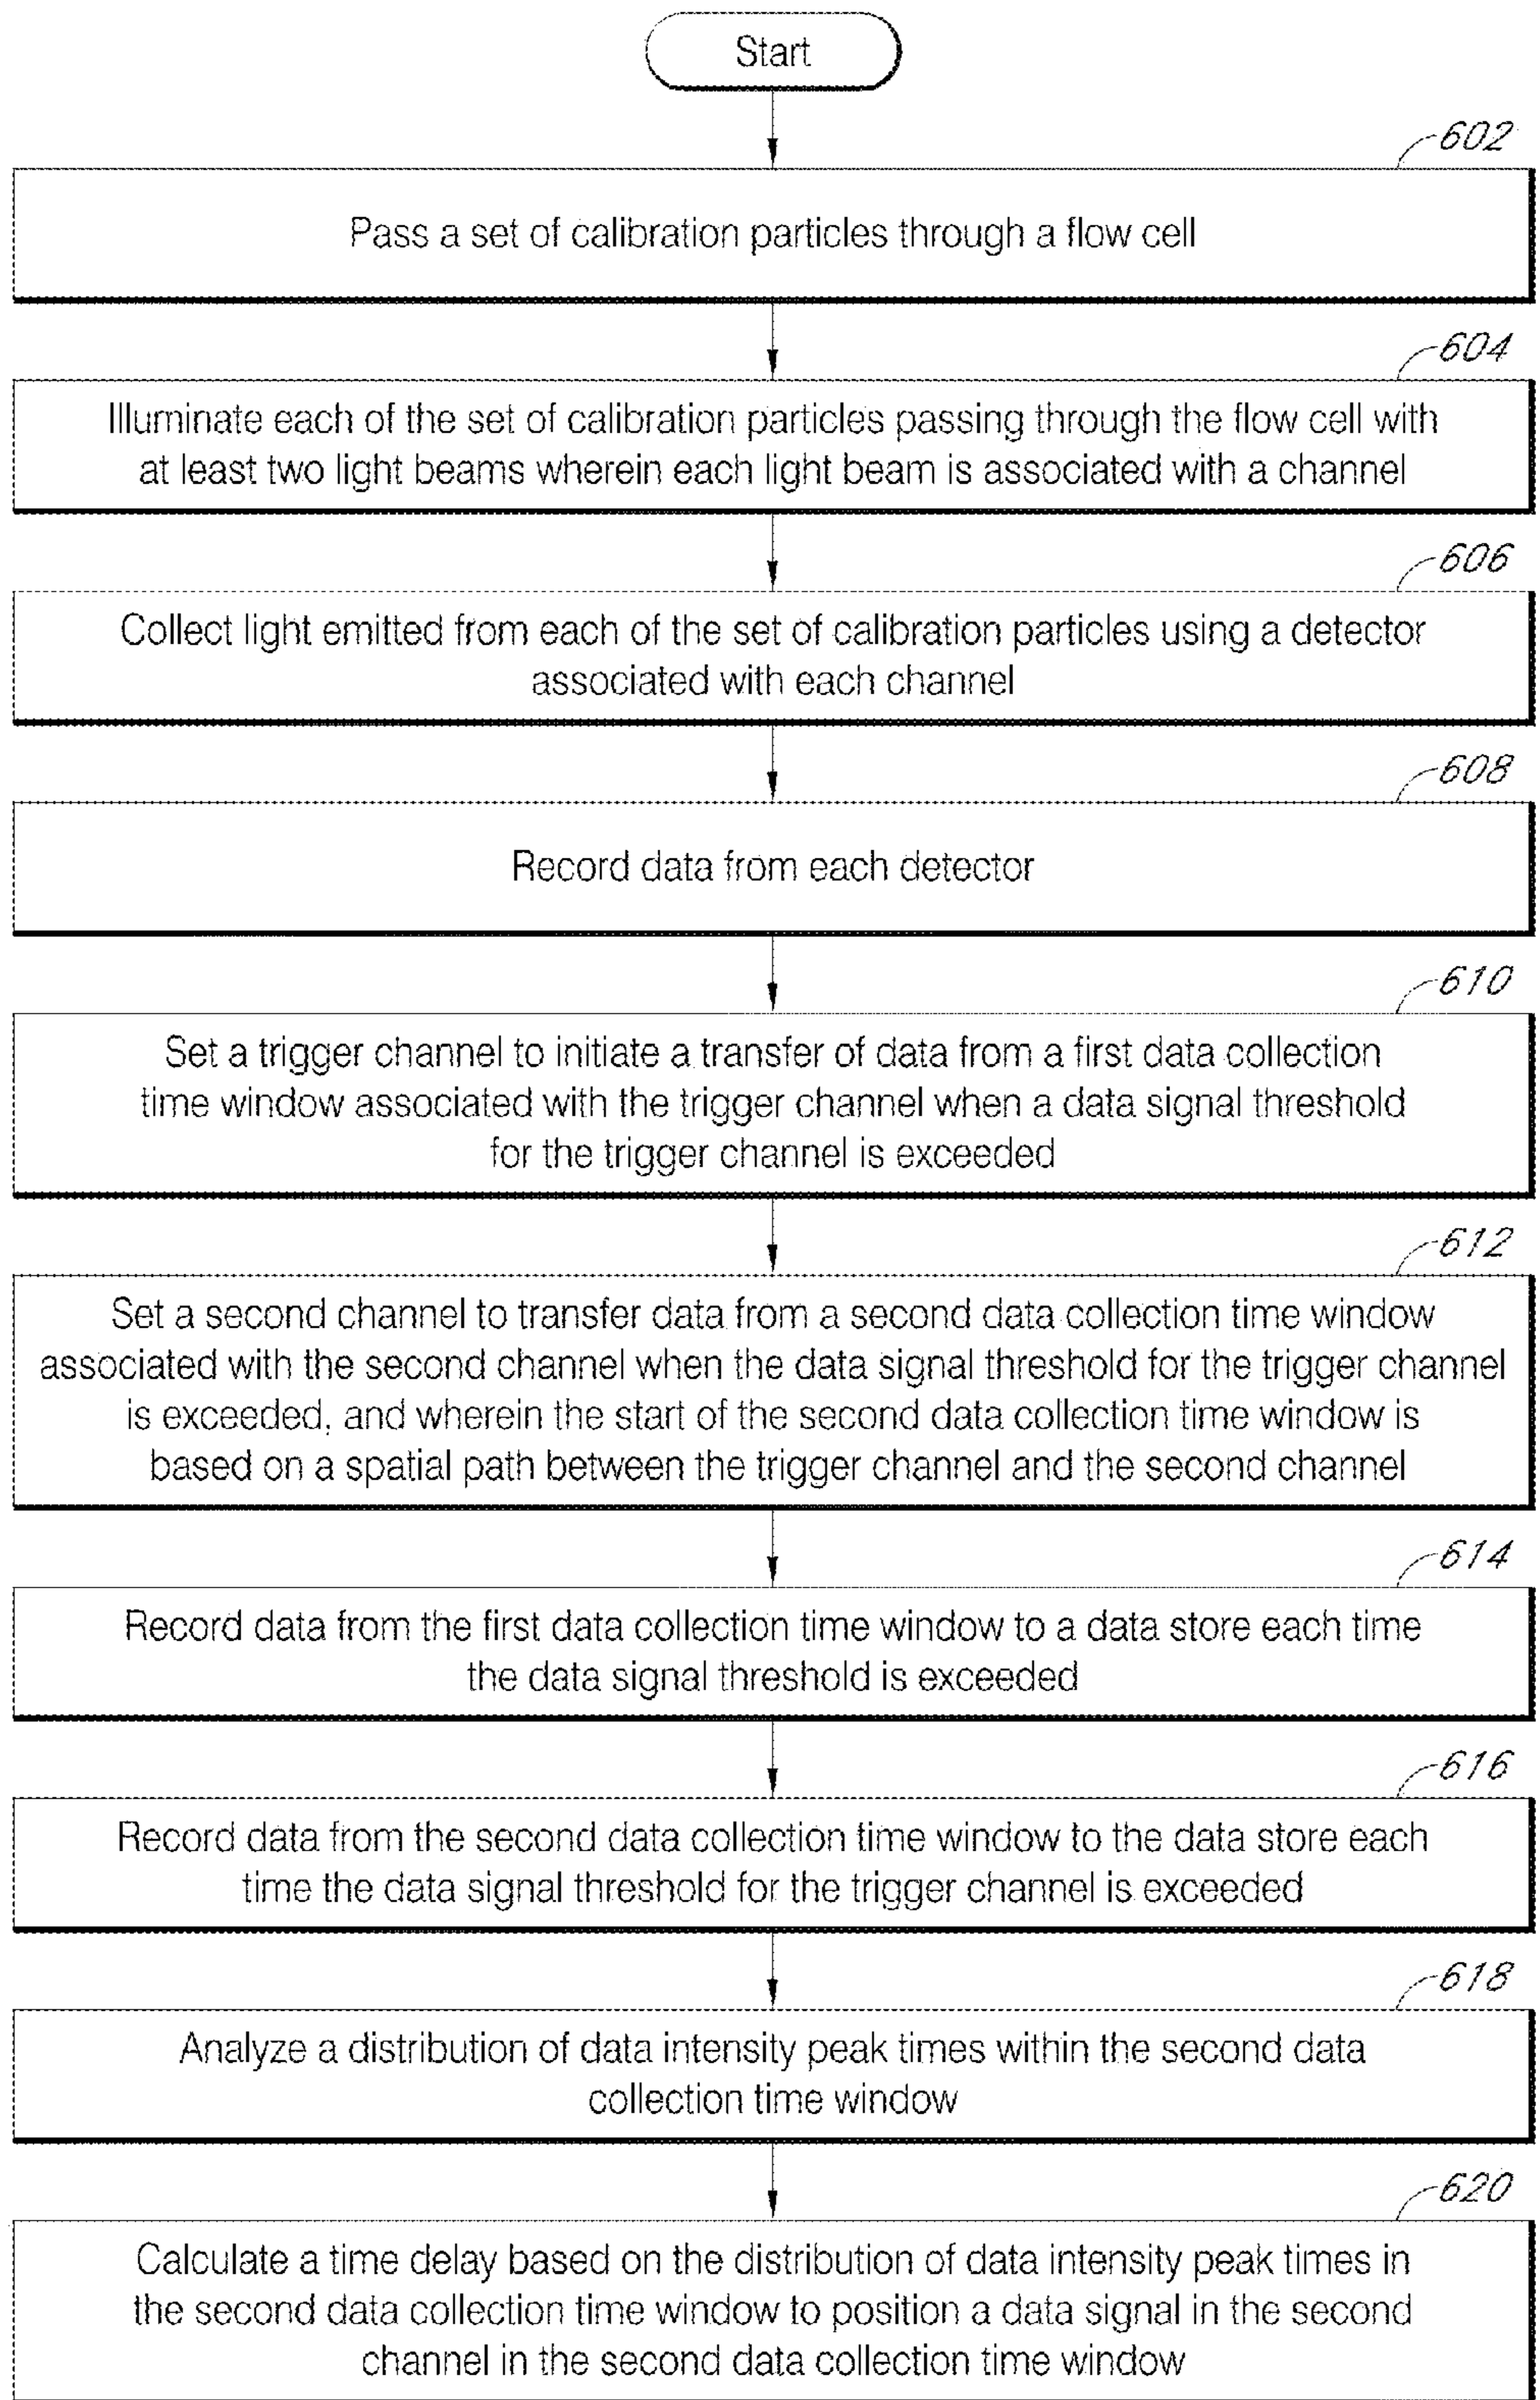 Start
602
Pass a set of calibration particles through a flow cell
604
Illuminate each of the set of calibration particles passing through the flow cell with
at least two light beams wherein each light beam is associated with a channel
606
Collect light emitted from each of the set of calibration particles using a detector
associated with each channel
608
Record data from each detector
610
Set a trigger channel to initiate a transfer of data from a first data collection
time window associated with the trigger channel when a data signal threshold
for the trigger channel is exceeded
612
Set a second channel to transfer data from a second data collection time window
associated with the second channel when the data signal threshold for the trigger channel
is exceeded, and wherein the start of the second data collection time window is
based on a spatial path between the trigger channel and the second channel
614
Record data from the first data collection time window to a data store each time
the data signal threshold is exceeded
616
Record data from the second data collection time window to the data store each
time the data signal threshold for the trigger channel is exceeded
618
Analyze a distribution of data intensity peak times within the second data
collection time window
620
Calculate a time delay based on the distribution of data intensity peak times in
the second data collection time window to position a data signal in the second
channel in the second data collection time window